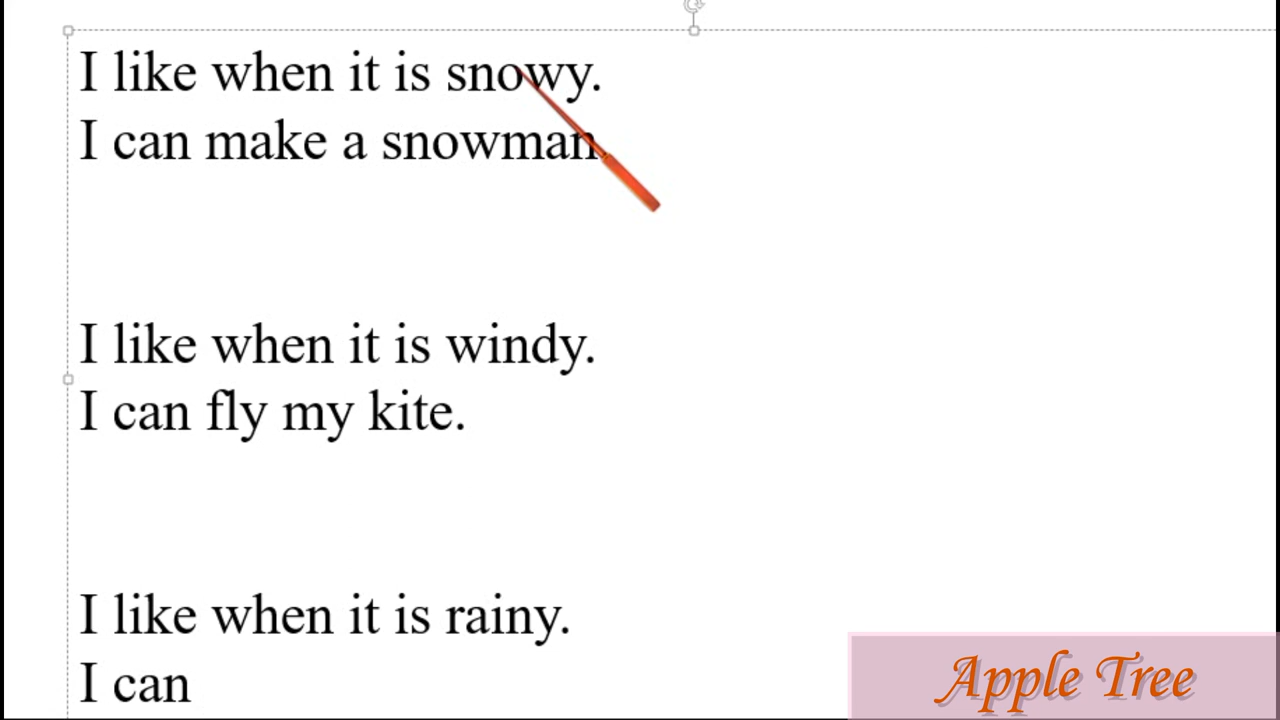 I like when it is snowy.
I can make a snowman.
I like when it is windy.
I can fly my kite.
I like when it is rainy.
I can
Apple Tree